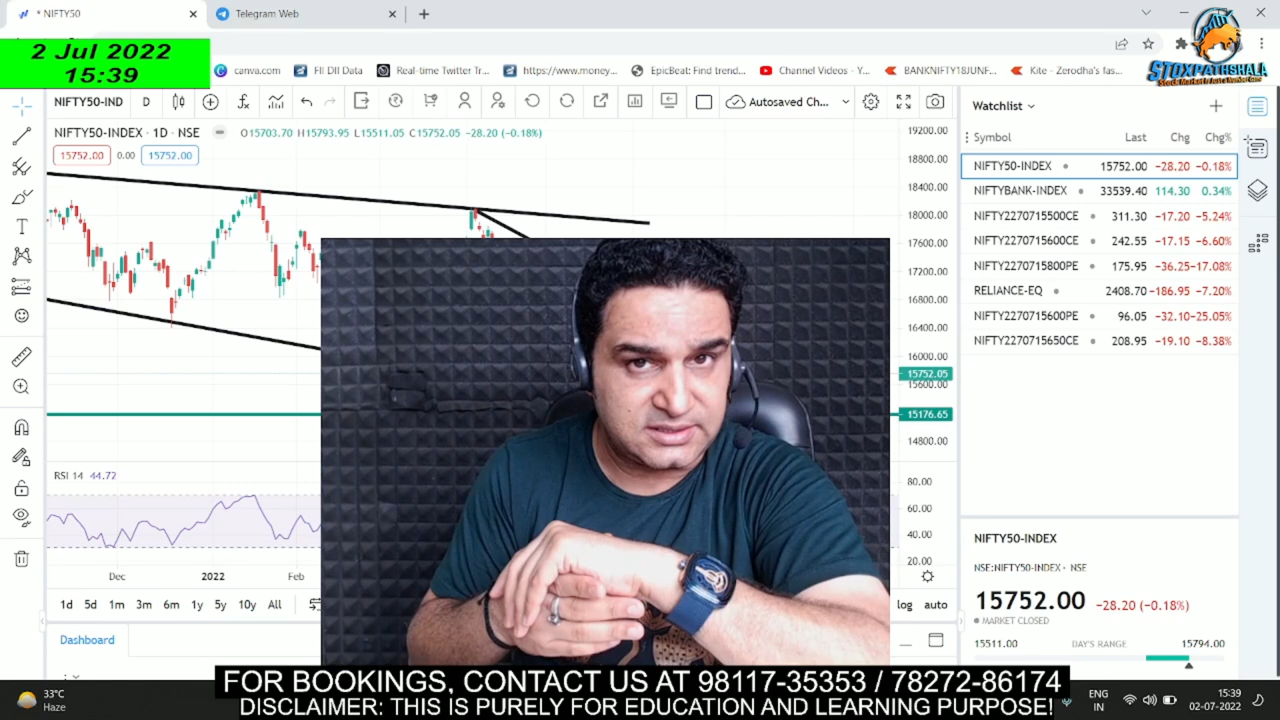 * NIFTY50
Telegram Web
2 Jul 2022
15:39
canva.com
FII DII Data
Real-time Twitter Tr...
https://www.money...
EpicBeat: Find trend...
Channel Videos - Y...
BANKNIFTY18JUNF...
Kite - Zerodha's fas...
STOXPATHSHALA
NIFTY50-IND
D
Autosaved Ch...
NIFTY50-INDEX · 1D · NSE
O15703.70 H15793.95 L15511.05 C15752.05 -28.20 (-0.18%)
15752.00 0.00 15752.00
19200.00
18800.00
18400.00
18000.00
17600.00
17200.00
16800.00
16400.00
16000.00
15752.05
15600.00
15176.65
14800.00
RSI 14 44.72
80.00
60.00
40.00
20.00
Dec 2022 Feb
1d 5d 1m 3m 6m 1y 5y 10y All
log auto
Dashboard
Watchlist
Symbol Last Chg Chg%
NIFTY50-INDEX 15752.00 -28.20 -0.18%
NIFTYBANK-INDEX 33539.40 114.30 0.34%
NIFTY2270715500CE 311.30 -17.20 -5.24%
NIFTY2270715600CE 242.55 -17.15 -6.60%
NIFTY2270715800PE 175.95 -36.25 -17.08%
RELIANCE-EQ 2408.70 -186.95 -7.20%
NIFTY2270715600PE 96.05 -32.10 -25.05%
NIFTY2270715650CE 208.95 -19.10 -8.38%
NIFTY50-INDEX
NSE:NIFTY50-INDEX · NSE
15752.00 -28.20 (-0.18%)
MARKET CLOSED
15511.00 DAY'S RANGE 15794.00
FOR BOOKINGS, CONTACT US AT 98117-35353 / 78272-86174
DISCLAIMER: THIS IS PURELY FOR EDUCATION AND LEARNING PURPOSE!
33°C
Haze
ENG
IN
15:39
02-07-2022